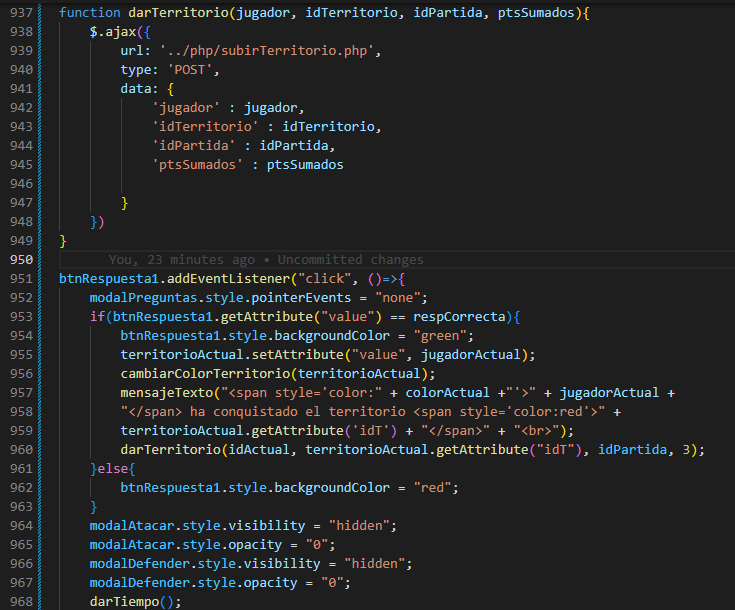 937 function darTerritorio(jugador, idTerritorio, idPartida, ptsSumados){
938 $.ajax({
939 url: '../php/subirTerritorio.php',
940 type: 'POST',
941 data: {
942 'jugador' : jugador,
943 'idTerritorio' : idTerritorio,
944 'idPartida' : idPartida,
945 'ptsSumados' : ptsSumados
946
947 }
948 })
949 }
950 You, 23 minutes ago • Uncommitted changes
951 btnRespuesta1.addEventListener("click", ()=>{
952 modalPreguntas.style.pointerEvents = "none";
953 if(btnRespuesta1.getAttribute("value") == respCorrecta){
954 btnRespuesta1.style.backgroundColor = "green";
955 territorioActual.setAttribute("value", jugadorActual);
956 cambiarColorTerritorio(territorioActual);
957 mensajeTexto("<span style='color:" + colorActual +"'>" + jugadorActual +
958 "</span> ha conquistado el territorio <span style='color:red'>" +
959 territorioActual.getAttribute('idT') + "</span>" + "<br>");
960 darTerritorio(idActual, territorioActual.getAttribute("idT"), idPartida, 3);
961 }else{
962 btnRespuesta1.style.backgroundColor = "red";
963 }
964 modalAtacar.style.visibility = "hidden";
965 modalAtacar.style.opacity = "0";
966 modalDefender.style.visibility = "hidden";
967 modalDefender.style.opacity = "0";
968 darTiempo();